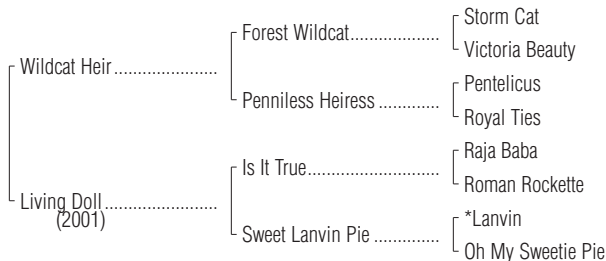 Storm Cat
Forest Wildcat....................
Victoria Beauty
Wildcat Heir.......................
Pentelicus
Penniless Heiress ..............
Royal Ties
Raja Baba
Is It True.............................
Roman Rockette
Living Doll.........................
(2001)
*Lanvin
Sweet Lanvin Pie ...............
Oh My Sweetie Pie